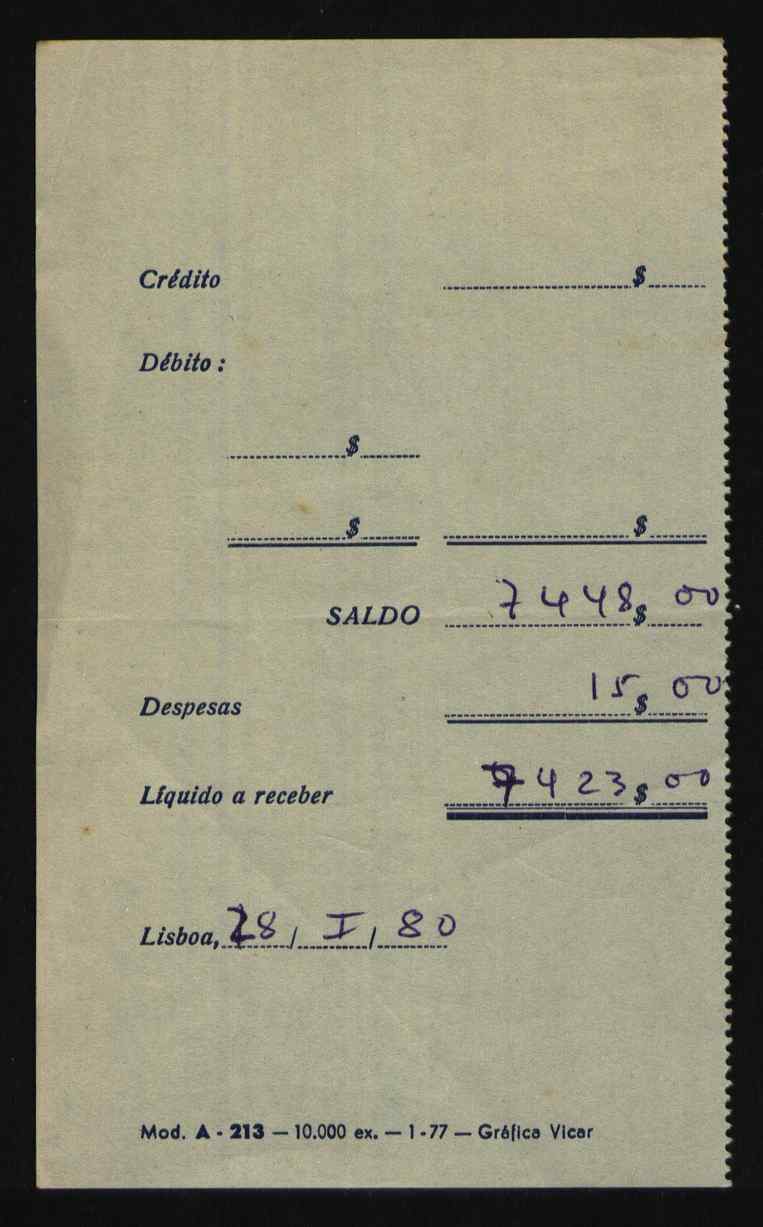 Crédito $
Débito :
$
$ $
SALDO 7448$00
Despesas 15$00
Líquido a receber 7423$00
Lisboa, 28 / I / 80
Mod. A - 213 — 10.000 ex. — 1 - 77 — Gráfica Vicar